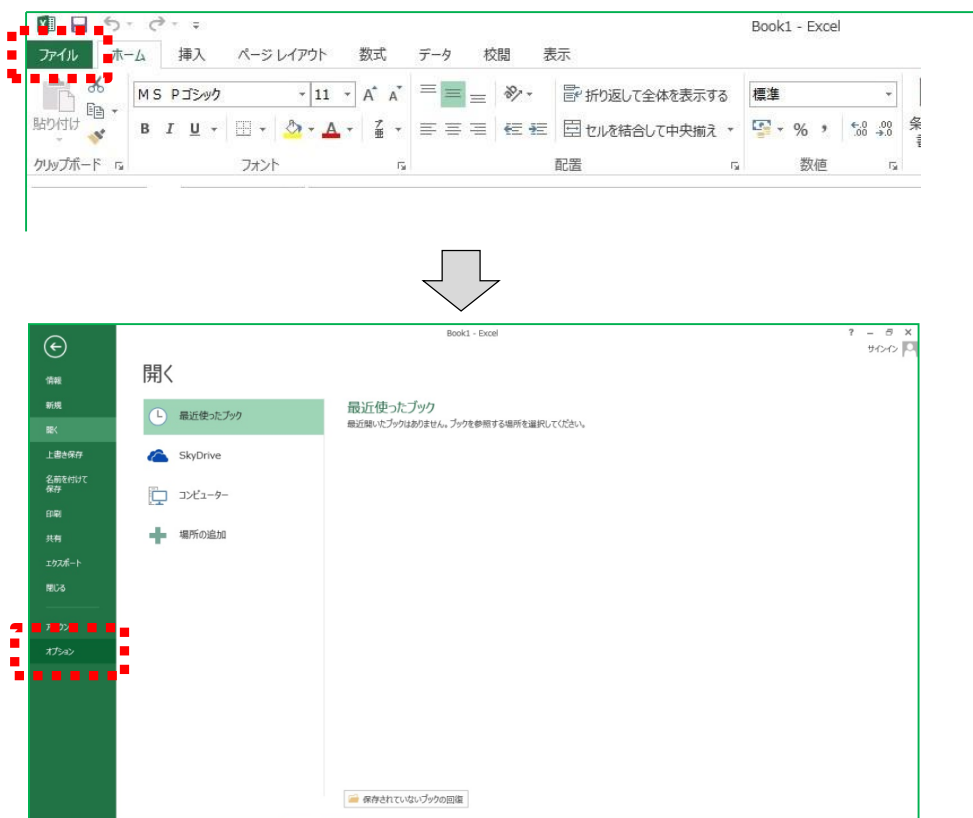 Book1 - Excel
ファイル ホーム 挿入 ページ レイアウト 数式 データ 校閲 表示
MS Pゴシック 11 A A 折り返して全体を表示する 標準
貼り付け B I U A ア亜 セルを結合して中央揃え % , ←.0 .00 .00 →.0 条
クリップボード フォント 配置 数値
Book1 - Excel ? – X
サインイン
開く
情報
新規
開く
上書き保存
名前を付けて
保存
印刷
共有
エクスポート
閉じる
オプション
最近使ったブック
SkyDrive
コンピューター
場所の追加
最近使ったブック
最近開いたブックはありません。ブックを参照する場所を選択してください。
保存されていないブックの回復